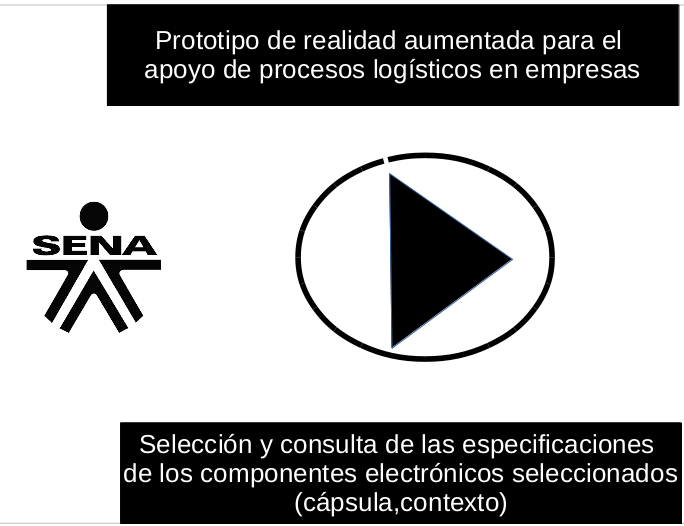 Prototipo de realidad aumentada para el
apoyo de procesos logísticos en empresas
SENA
Selección y consulta de las especificaciones
de los componentes electrónicos seleccionados
(cápsula,contexto)